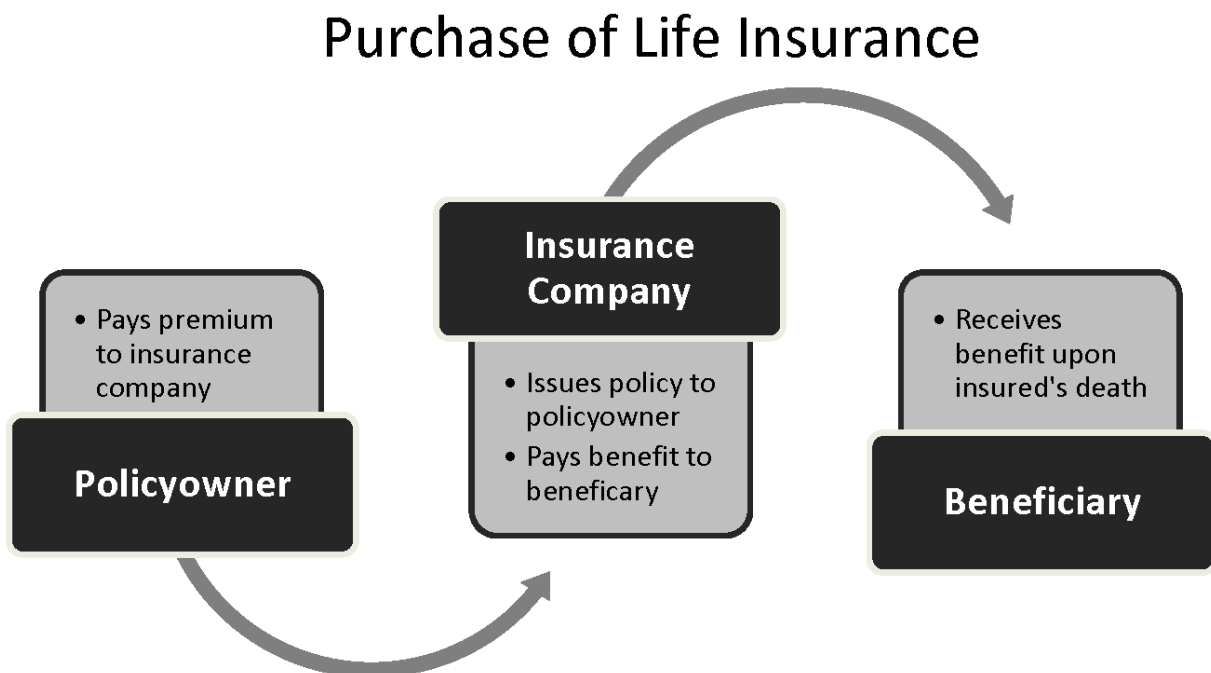 Purchase of Life Insurance
• Pays premium
to insurance
company
Policyowner
Insurance
Company
• Issues policy to
policyowner
• Pays benefit to
beneficary
• Receives
benefit upon
insured's death
Beneficiary